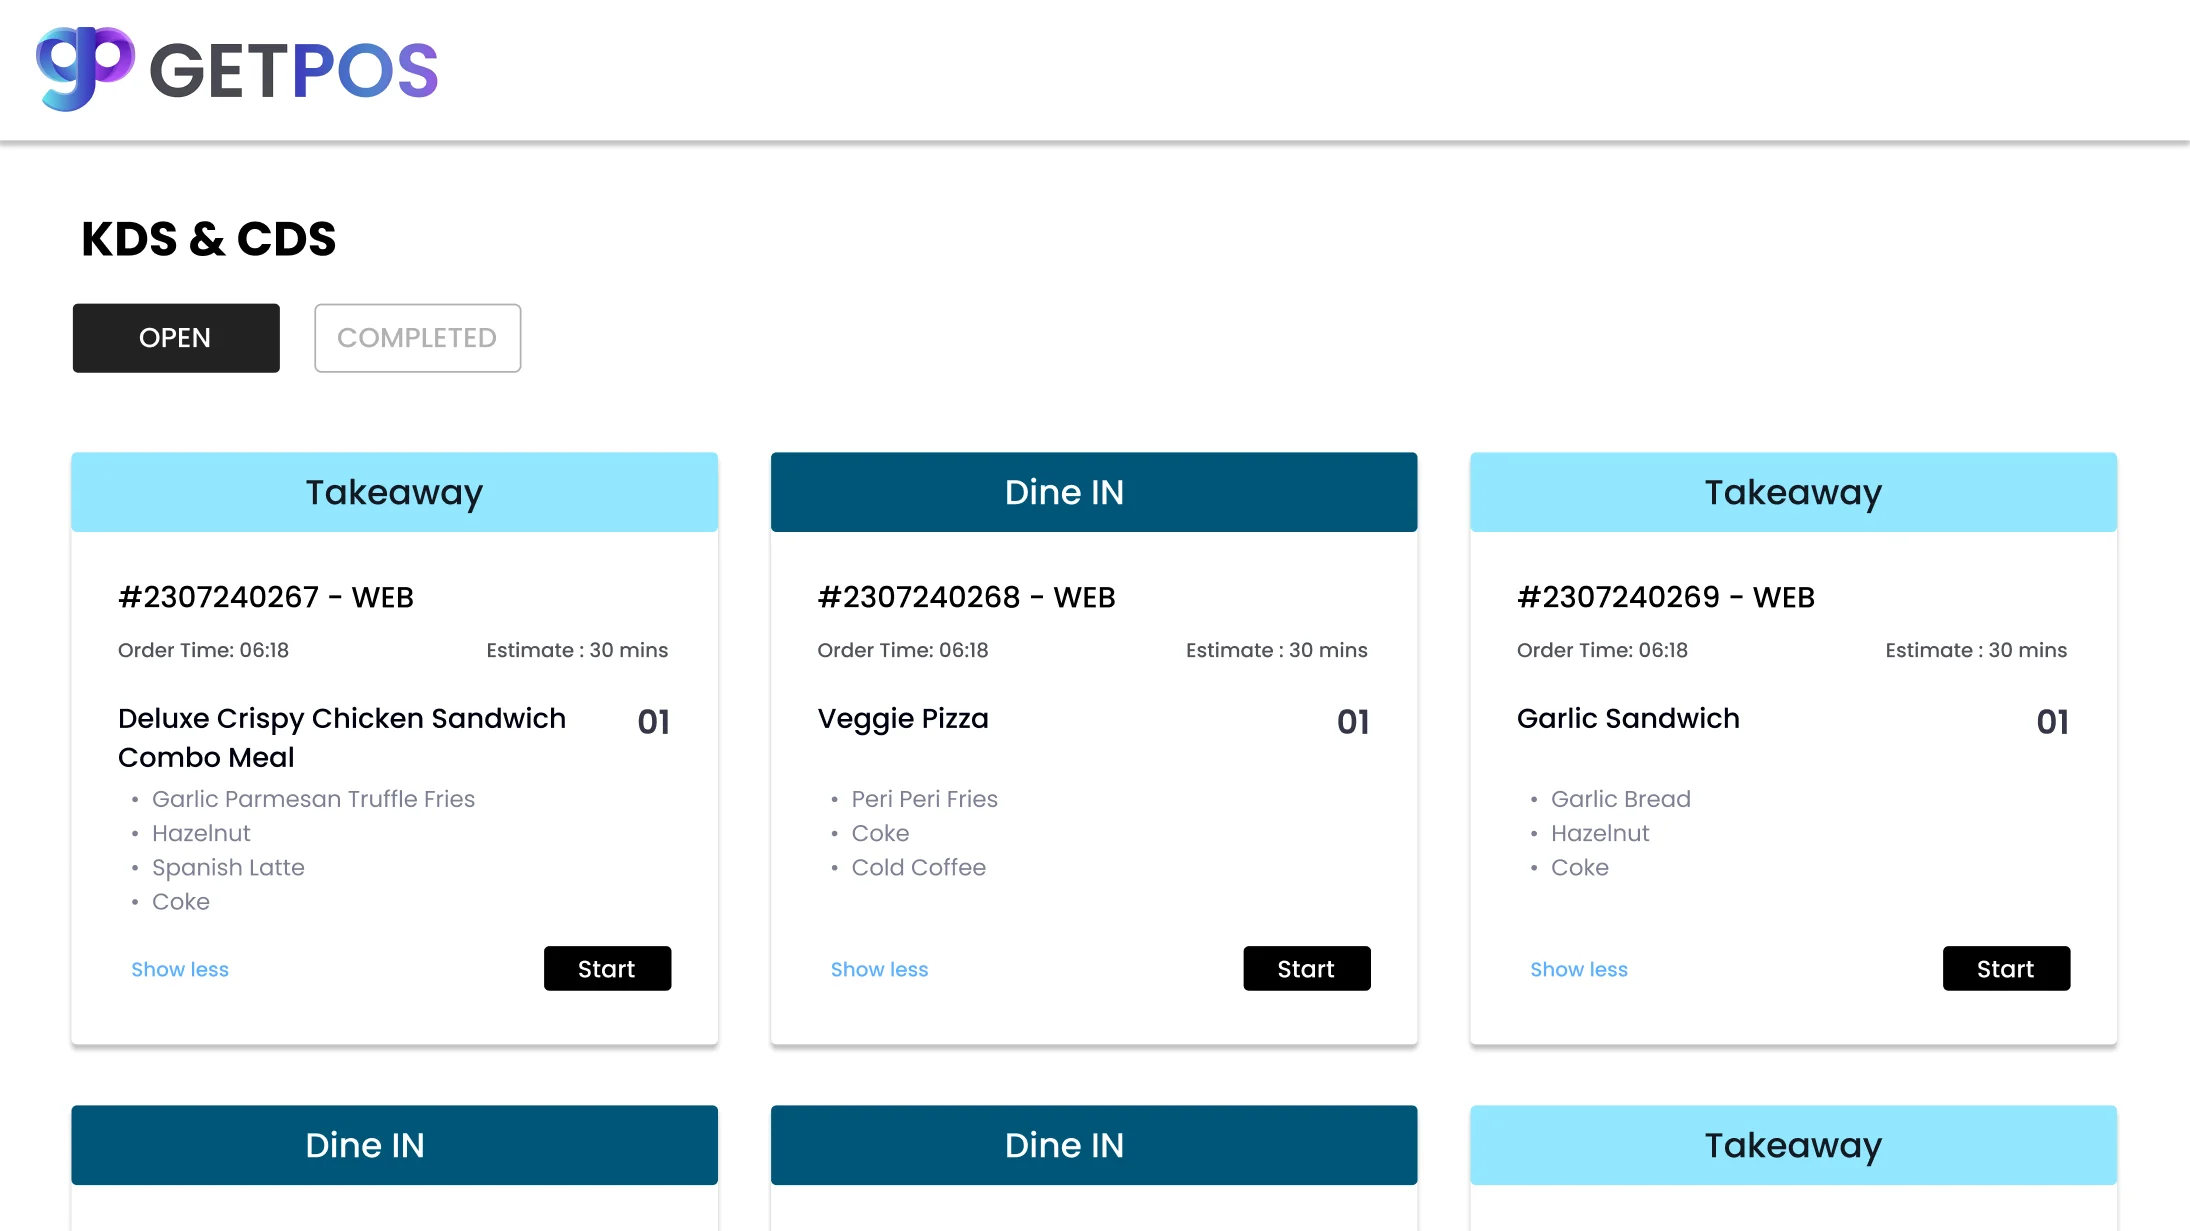 gp GETPOS
KDS & CDS
OPEN
COMPLETED
Takeaway
#2307240267 - WEB
Order Time: 06:18
Estimate : 30 mins
Deluxe Crispy Chicken Sandwich
Combo Meal
01
• Garlic Parmesan Truffle Fries
• Hazelnut
• Spanish Latte
• Coke
Show less
Start
Dine IN
#2307240268 - WEB
Order Time: 06:18
Estimate : 30 mins
Veggie Pizza
01
• Peri Peri Fries
• Coke
• Cold Coffee
Show less
Start
Takeaway
#2307240269 - WEB
Order Time: 06:18
Estimate : 30 mins
Garlic Sandwich
01
• Garlic Bread
• Hazelnut
• Coke
Show less
Start
Dine IN
Dine IN
Takeaway